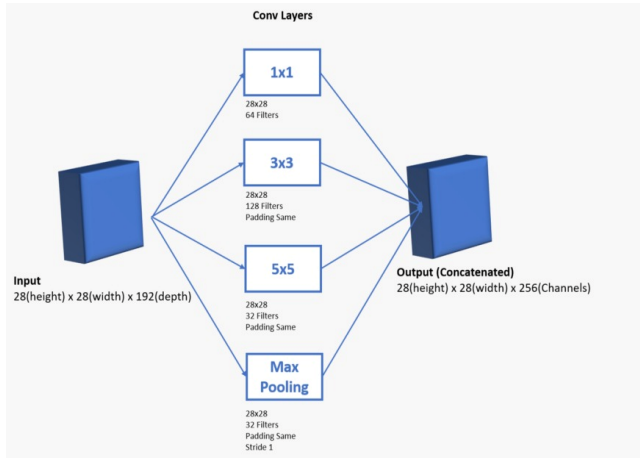 Conv Layers
1x1
28x28
64 Filters
3x3
28x28
128 Filters
Padding Same
5x5
28x28
32 Filters
Padding Same
Max
Pooling
28x28
32 Filters
Padding Same
Stride 1
Input
28(height) x 28(width) x 192(depth)
Output (Concatenated)
28(height) x 28(width) x 256(Channels)